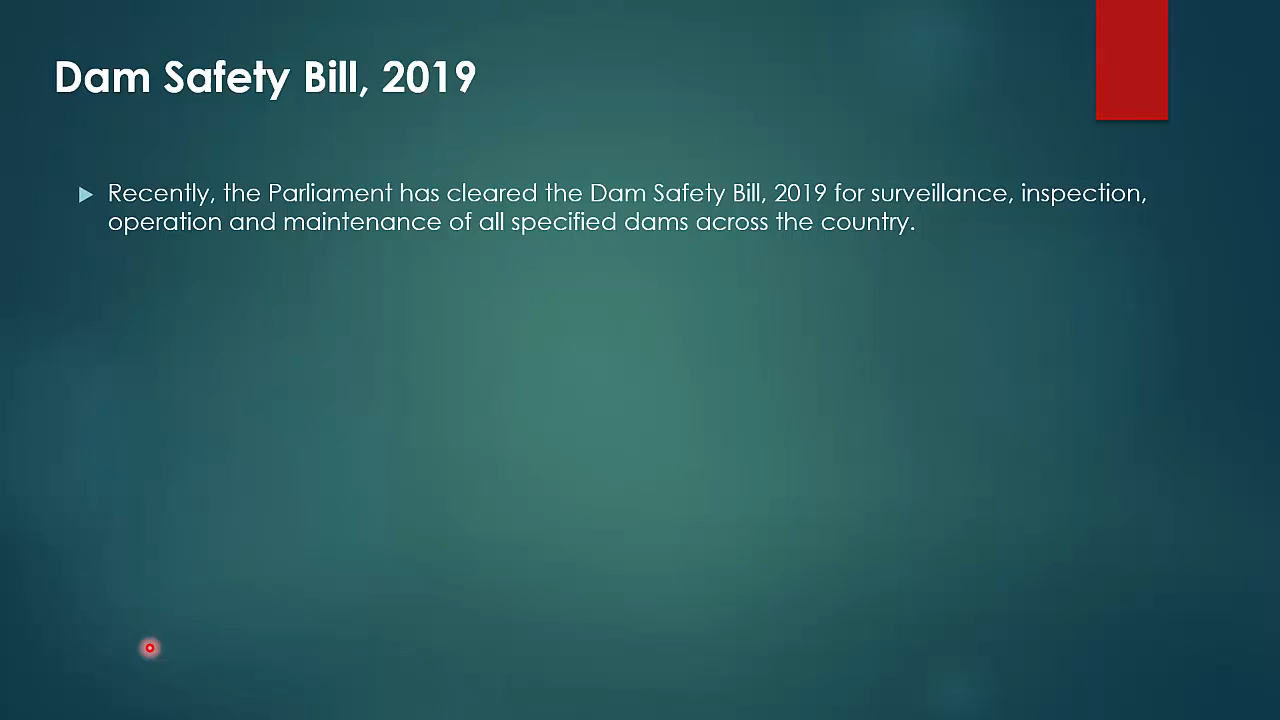 Dam Safety Bill, 2019
Recently, the Parliament has cleared the Dam Safety Bill, 2019 for surveillance, inspection,
operation and maintenance of all specified dams across the country.